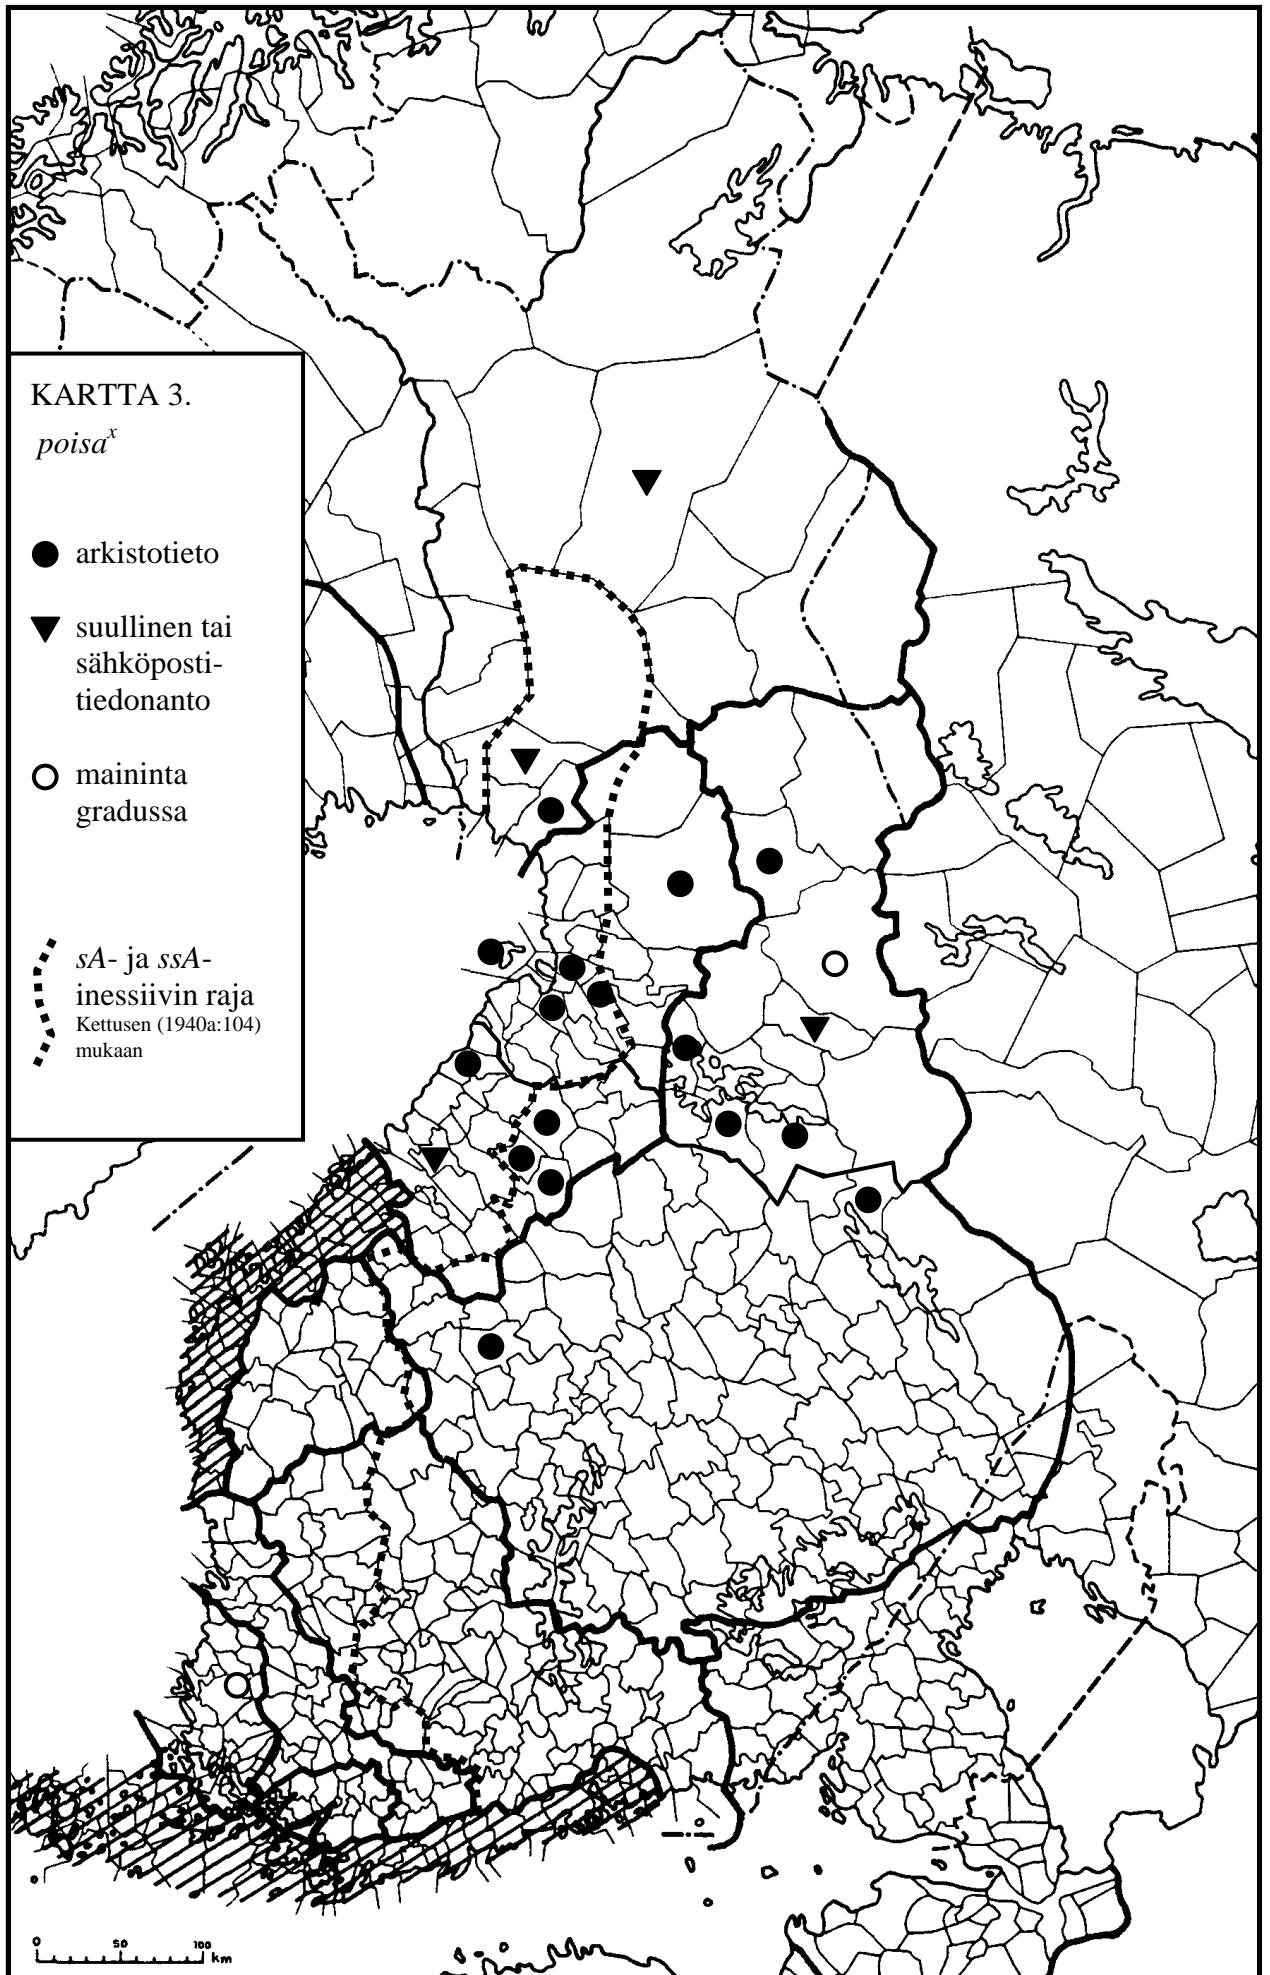 KARTTA 3.
poisaˣ
arkistotieto
suullinen tai
sähköposti-
tiedonanto
maininta
gradussa
sA- ja ssA-
inessiivin raja
Kettusen (1940a:104)
mukaan
0 50 100 km